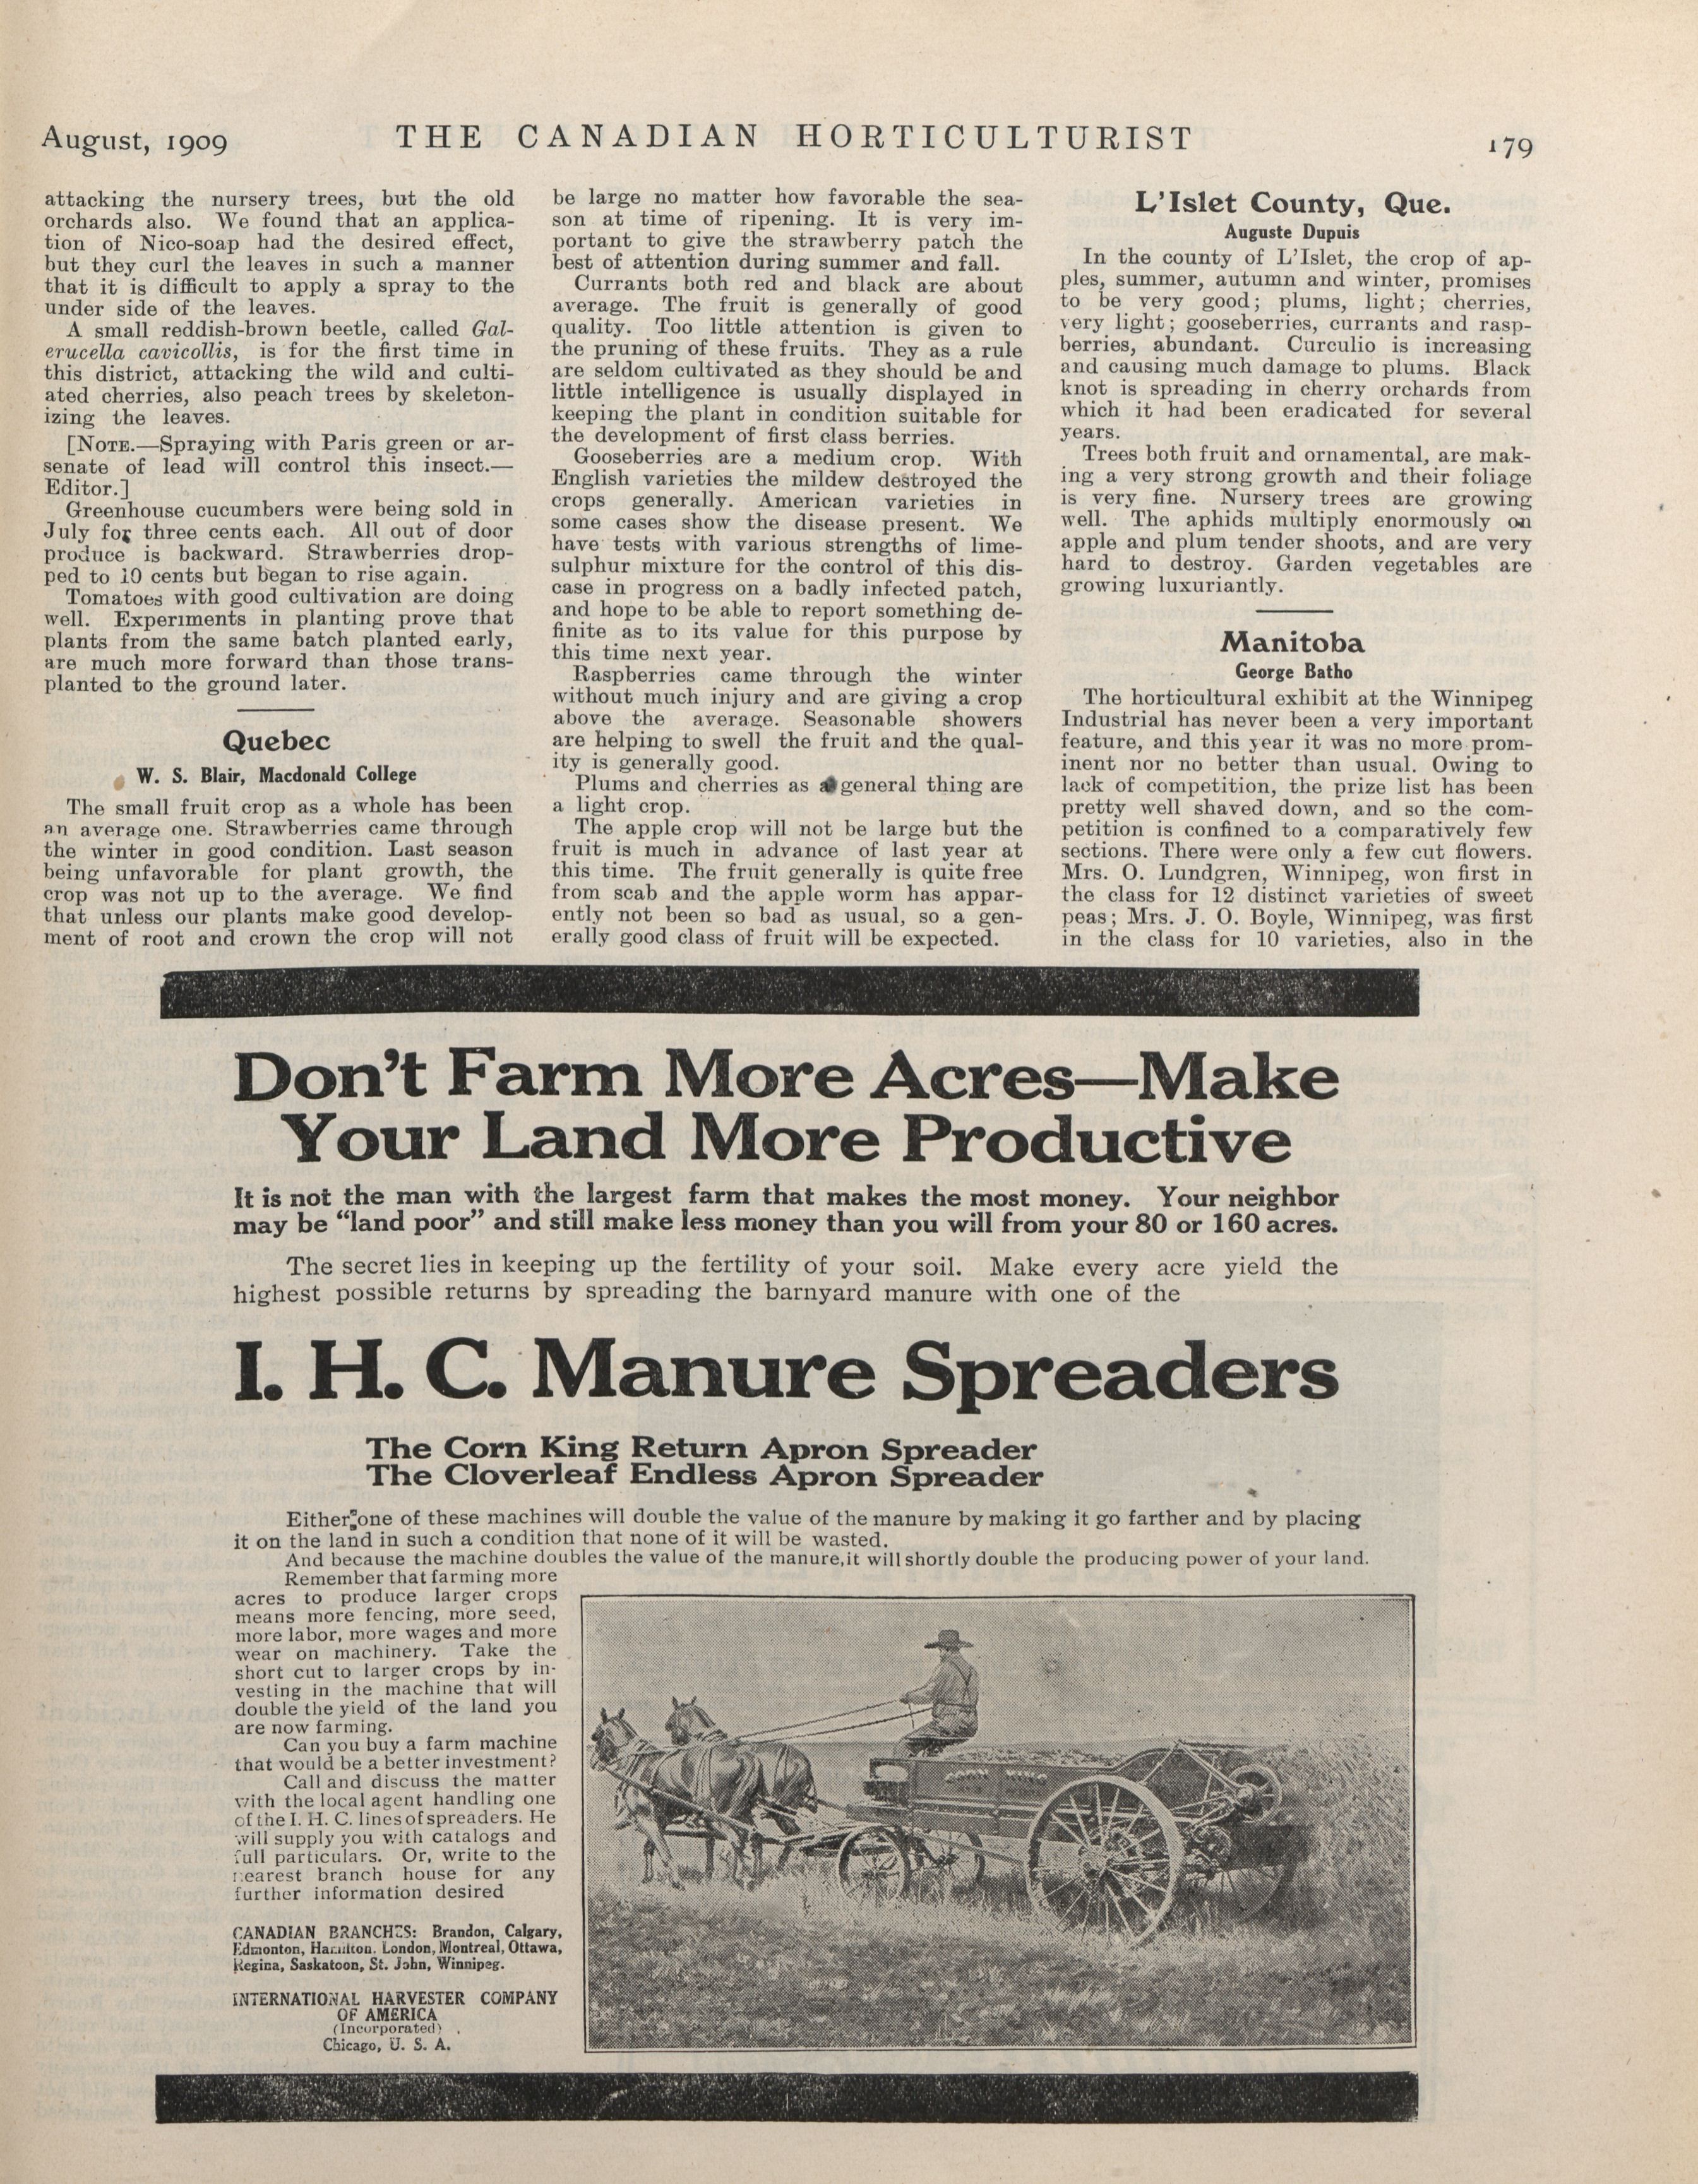 August, 1909
THE CANADIAN HORTICULTURIST
179
attacking the nursery trees, but the old
orchards also. We found that an applica-
tion of Nico-soap had the desired effect,
but they curl the leaves in such a manner
that it is difficult to apply a spray to the
under side of the leaves.
A small reddish-brown beetle, called Gal-
erucella cavicollis, is for the first time in
this district, attacking the wild and culti-
ated cherries, also peach trees by skeleton-
izing the leaves.
[NOTE.—Spraying with Paris green or ar-
senate of lead will control this insect.—
Editor.]
Greenhouse cucumbers were being sold in
July for three cents each. All out of door
produce is backward. Strawberries drop-
ped to 10 cents but began to rise again.
Tomatoes with good cultivation are doing
well. Experiments in planting prove that
plants from the same batch planted early,
are much more forward than those trans-
planted to the ground later.
Quebec
W. S. Blair, Macdonald College
The small fruit crop as a whole has been
an average one. Strawberries came through
the winter in good condition. Last season
being unfavorable for plant growth, the
crop was not up to the average. We find
that unless our plants make good develop-
ment of root and crown the crop will not
be large no matter how favorable the sea-
son at time of ripening. It is very im-
portant to give the strawberry patch the
best of attention during summer and fall.
Currants both red and black are about
average. The fruit is generally of good
quality. Too little attention is given to
the pruning of these fruits. They as a rule
are seldom cultivated as they should be and
little intelligence is usually displayed in
keeping the plant in condition suitable for
the development of first class berries.
Gooseberries are a medium crop. With
English varieties the mildew destroyed the
crops generally. American varieties in
some cases show the disease present. We
have tests with various strengths of lime-
sulphur mixture for the control of this dis-
case in progress on a badly infected patch,
and hope to be able to report something de-
finite as to its value for this purpose by
this time next year.
Raspberries came through the winter
without much injury and are giving a crop
above the average. Seasonable showers
are helping to swell the fruit and the qual-
ity is generally good.
Plums and cherries as a general thing are
a light crop.
The apple crop will not be large but the
fruit is much in advance of last year at
this time. The fruit generally is quite free
from scab and the apple worm has appar-
ently not been so bad as usual, so a gen-
erally good class of fruit will be expected.
L'Islet County, Que.
Auguste Dupuis
In the county of L'Islet, the crop of ap-
ples, summer, autumn and winter, promises
to be very good; plums, light; cherries,
very light; gooseberries, currants and rasp-
berries, abundant. Curculio is increasing
and causing much damage to plums. Black
knot is spreading in cherry orchards from
which it had been eradicated for several
years.
Trees both fruit and ornamental, are mak-
ing a very strong growth and their foliage
is very fine. Nursery trees are growing
well. The aphids multiply enormously on
apple and plum tender shoots, and are very
hard to destroy. Garden vegetables are
growing luxuriantly.
Manitoba
George Batho
The horticultural exhibit at the Winnipeg
Industrial has never been a very important
feature, and this year it was no more prom-
inent nor no better than usual. Owing to
lack of competition, the prize list has been
pretty well shaved down, and so the com-
petition is confined to a comparatively few
sections. There were only a few cut flowers.
Mrs. O. Lundgren, Winnipeg, won first in
the class for 12 distinct varieties of sweet
peas; Mrs. J. O. Boyle, Winnipeg, was first
in the class for 10 varieties, also in the
Don't Farm More Acres—Make
Your Land More Productive
It is not the man with the largest farm that makes the most money. Your neighbor
may be "land poor" and still make less money than you will from your 80 or 160 acres.
The secret lies in keeping up the fertility of your soil. Make every acre yield the
highest possible returns by spreading the barnyard manure with one of the
I. H. C. Manure Spreaders
The Corn King Return Apron Spreader
The Cloverleaf Endless Apron Spreader
Either one of these machines will double the value of the manure by making it go farther and by placing
it on the land in such a condition that none of it will be wasted.
And because the machine doubles the value of the manure, it will shortly double the producing power of your land.
Remember that farming more
acres to produce larger crops
means more fencing, more seed,
more labor, more wages and more
wear on machinery. Take the
short cut to larger crops by in-
vesting in the machine that will
double the yield of the land you
are now farming.
Can you buy a farm machine
that would be a better investment?
Call and discuss the matter
with the local agent handling one
of the I. H. C. lines of spreaders. He
will supply you with catalogs and
full particulars. Or, write to the
nearest branch house for any
further information desired
CANADIAN BRANCHES: Brandon, Calgary,
Edmonton, Hamilton, London, Montreal, Ottawa,
Regina, Saskatoon, St. John, Winnipeg.
INTERNATIONAL HARVESTER COMPANY
OF AMERICA
(Incorporated)
Chicago, U. S. A.
CORN KING